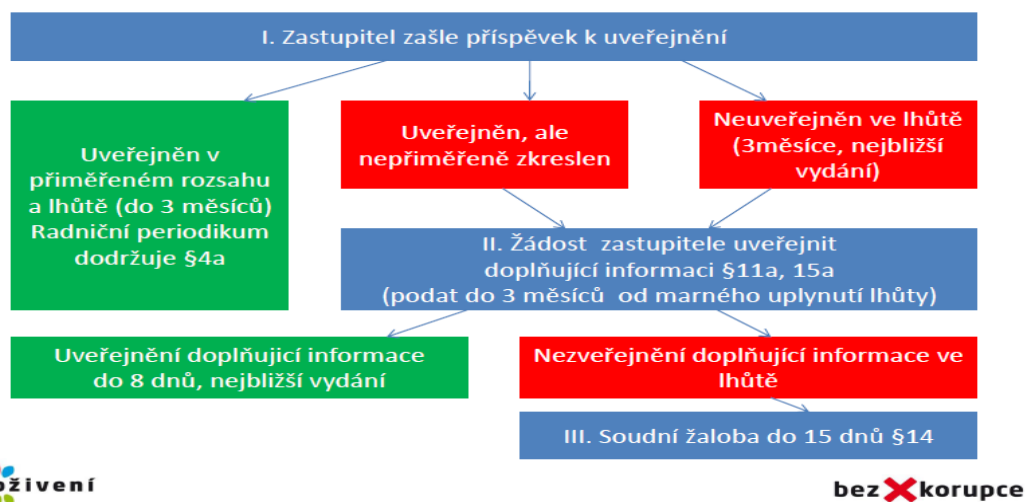 I. Zastupitel zašle příspěvek k uveřejnění
Uveřejněn v
přiměřeném rozsahu
a lhůtě (do 3 měsíců)
Radniční periodikum
dodržuje §4a
Uveřejněn, ale
nepřiměřeně zkreslen
Neuveřejněn ve lhůtě
(3měsíce, nejbližší
vydání)
II. Žádost zastupitele uveřejnit
doplňující informaci §11a, 15a
(podat do 3 měsíců od marného uplynutí lhůty)
Uveřejnění doplňujicí informace
do 8 dnů, nejbližší vydání
Nezveřejnění doplňující informace ve
lhůtě
III. Soudní žaloba do 15 dnů §14
oživení
bez korupce